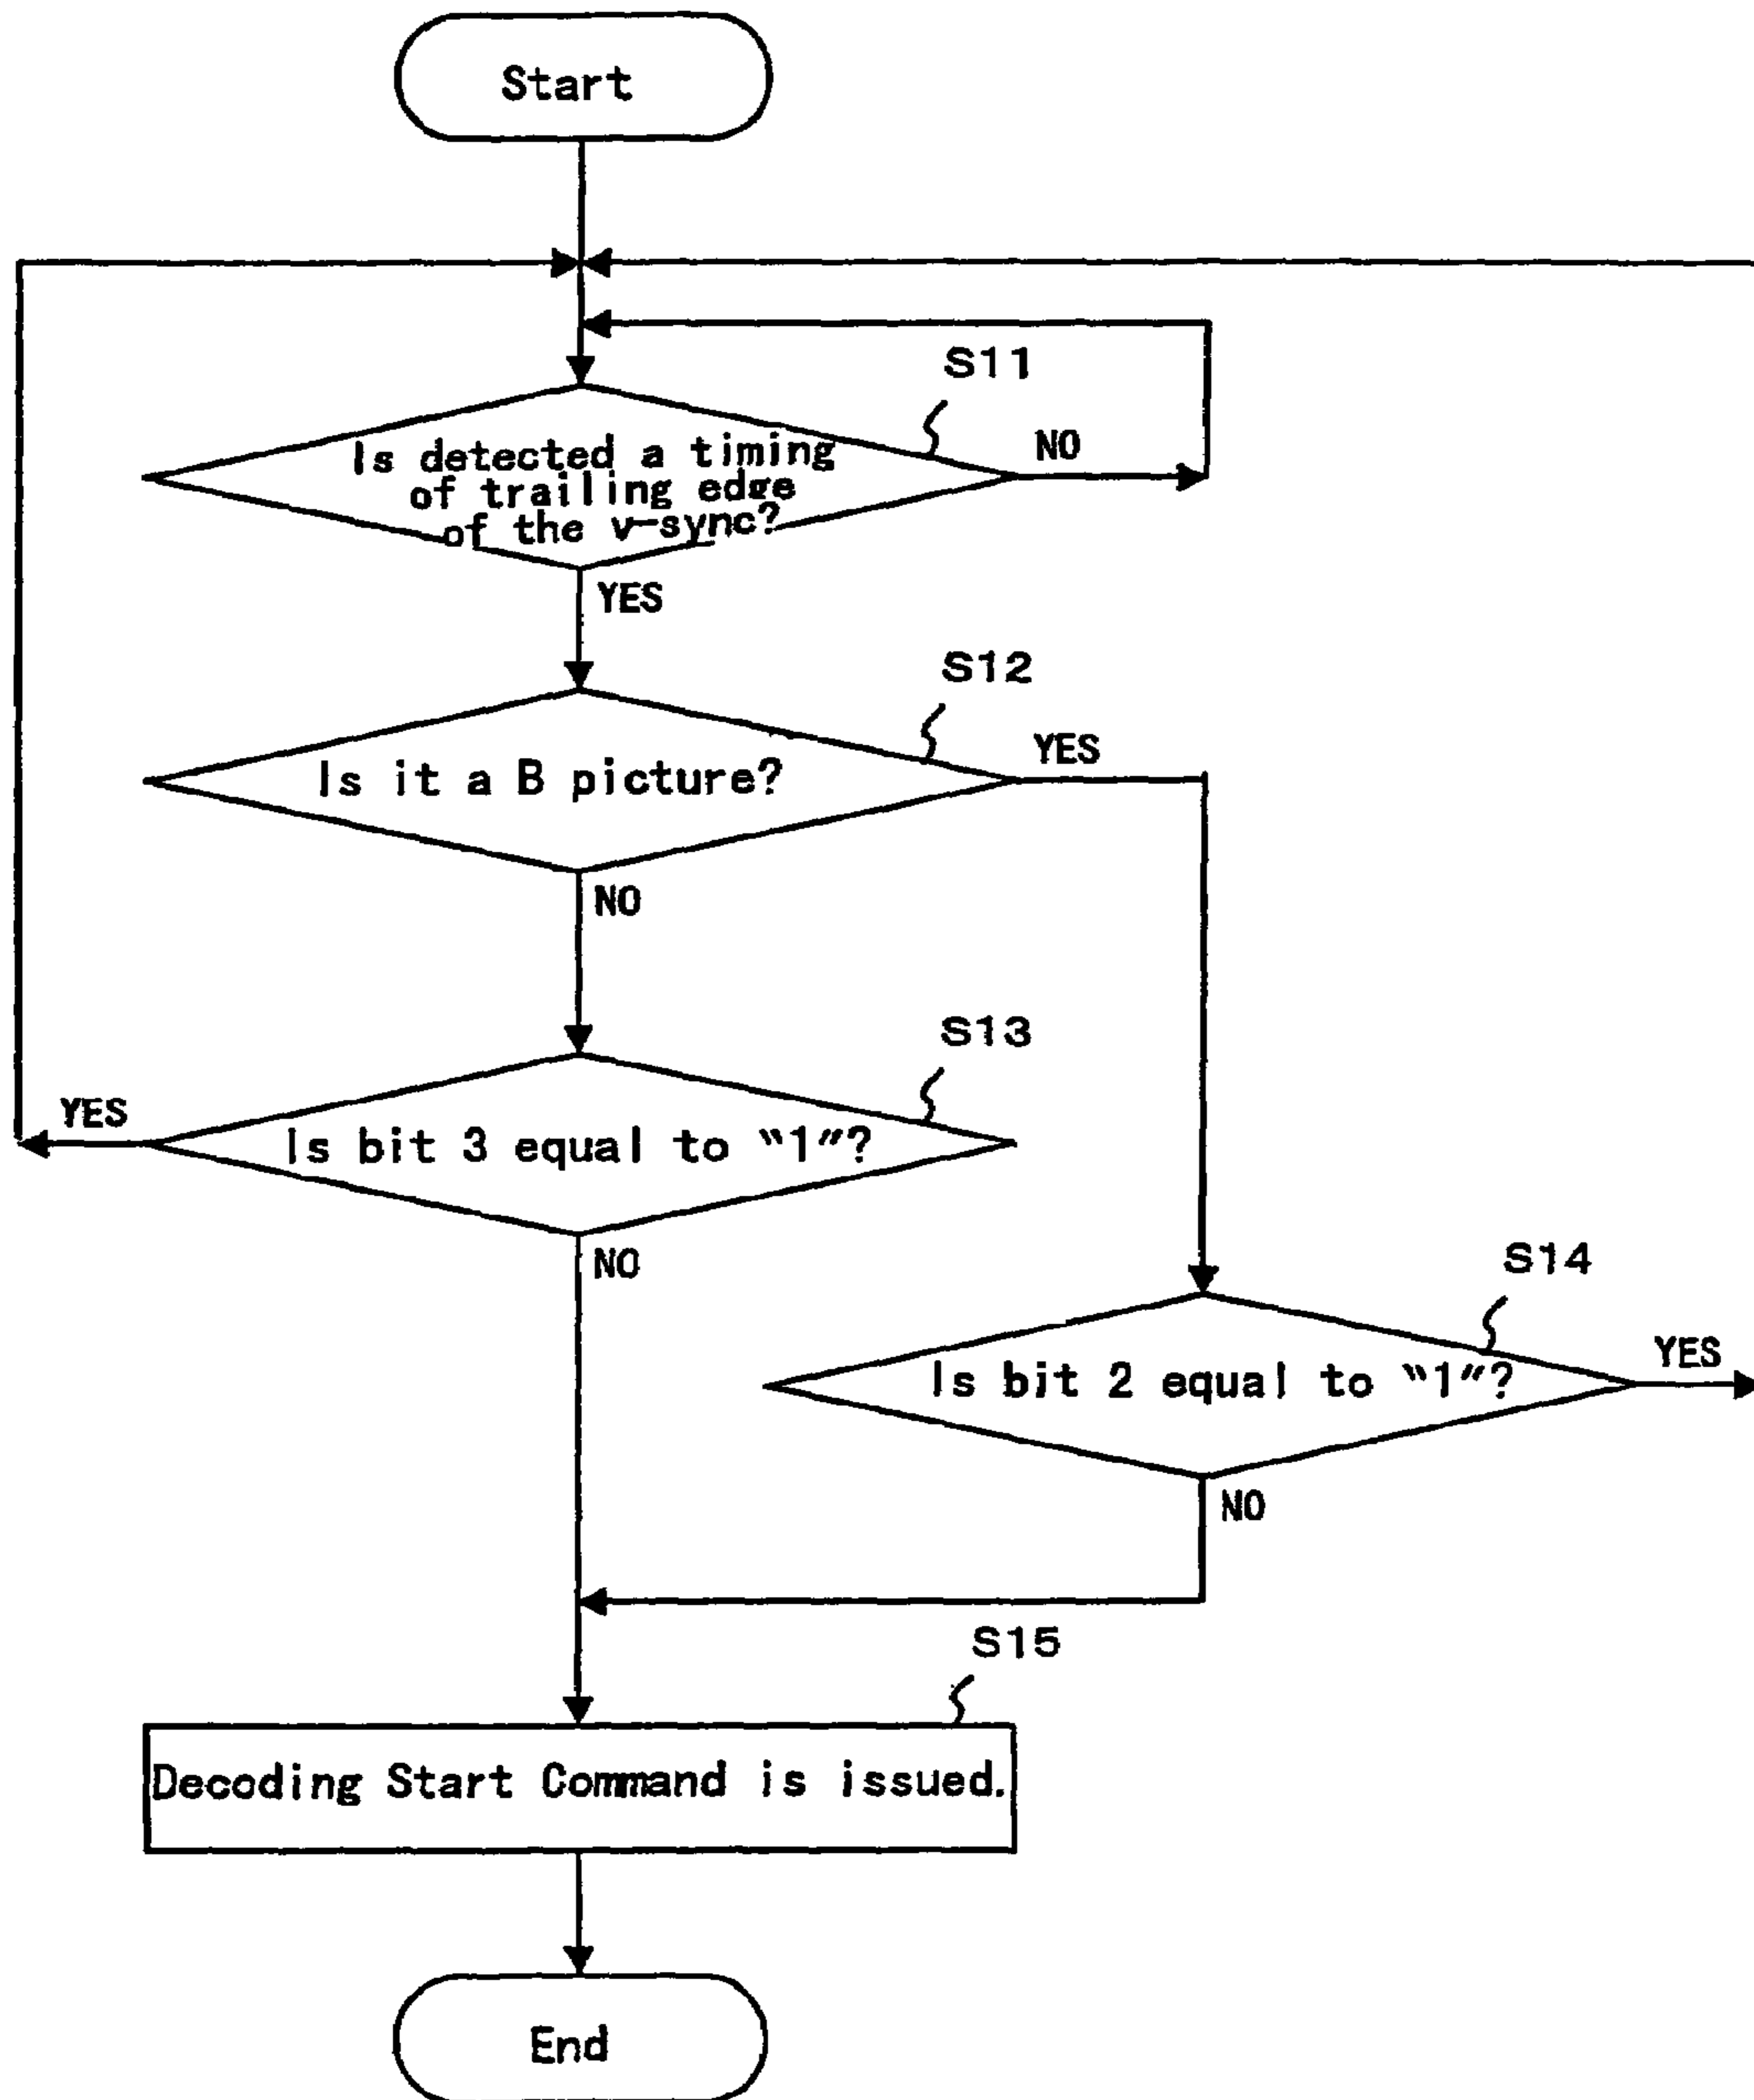 Start
S11
Is detected a timing
of trailing edge
of the v-sync?
NO
YES
S12
Is it a B picture?
YES
NO
S13
YES
Is bit 3 equal to "1"?
NO
S14
Is bit 2 equal to "1"?
YES
NO
S15
Decoding Start Command is issued.
End